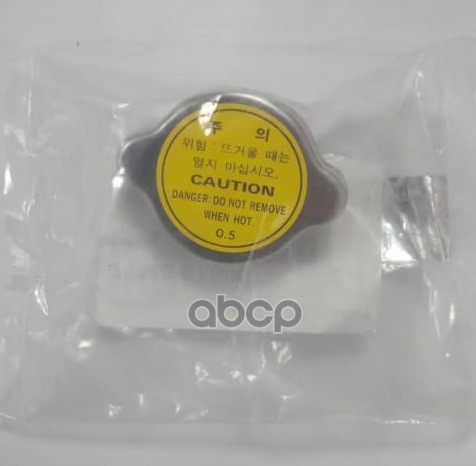 주 의
위험 : 뜨거울 때는
열지 마십시오.
CAUTION
DANGER: DO NOT REMOVE
WHEN HOT.
0.5
abcp